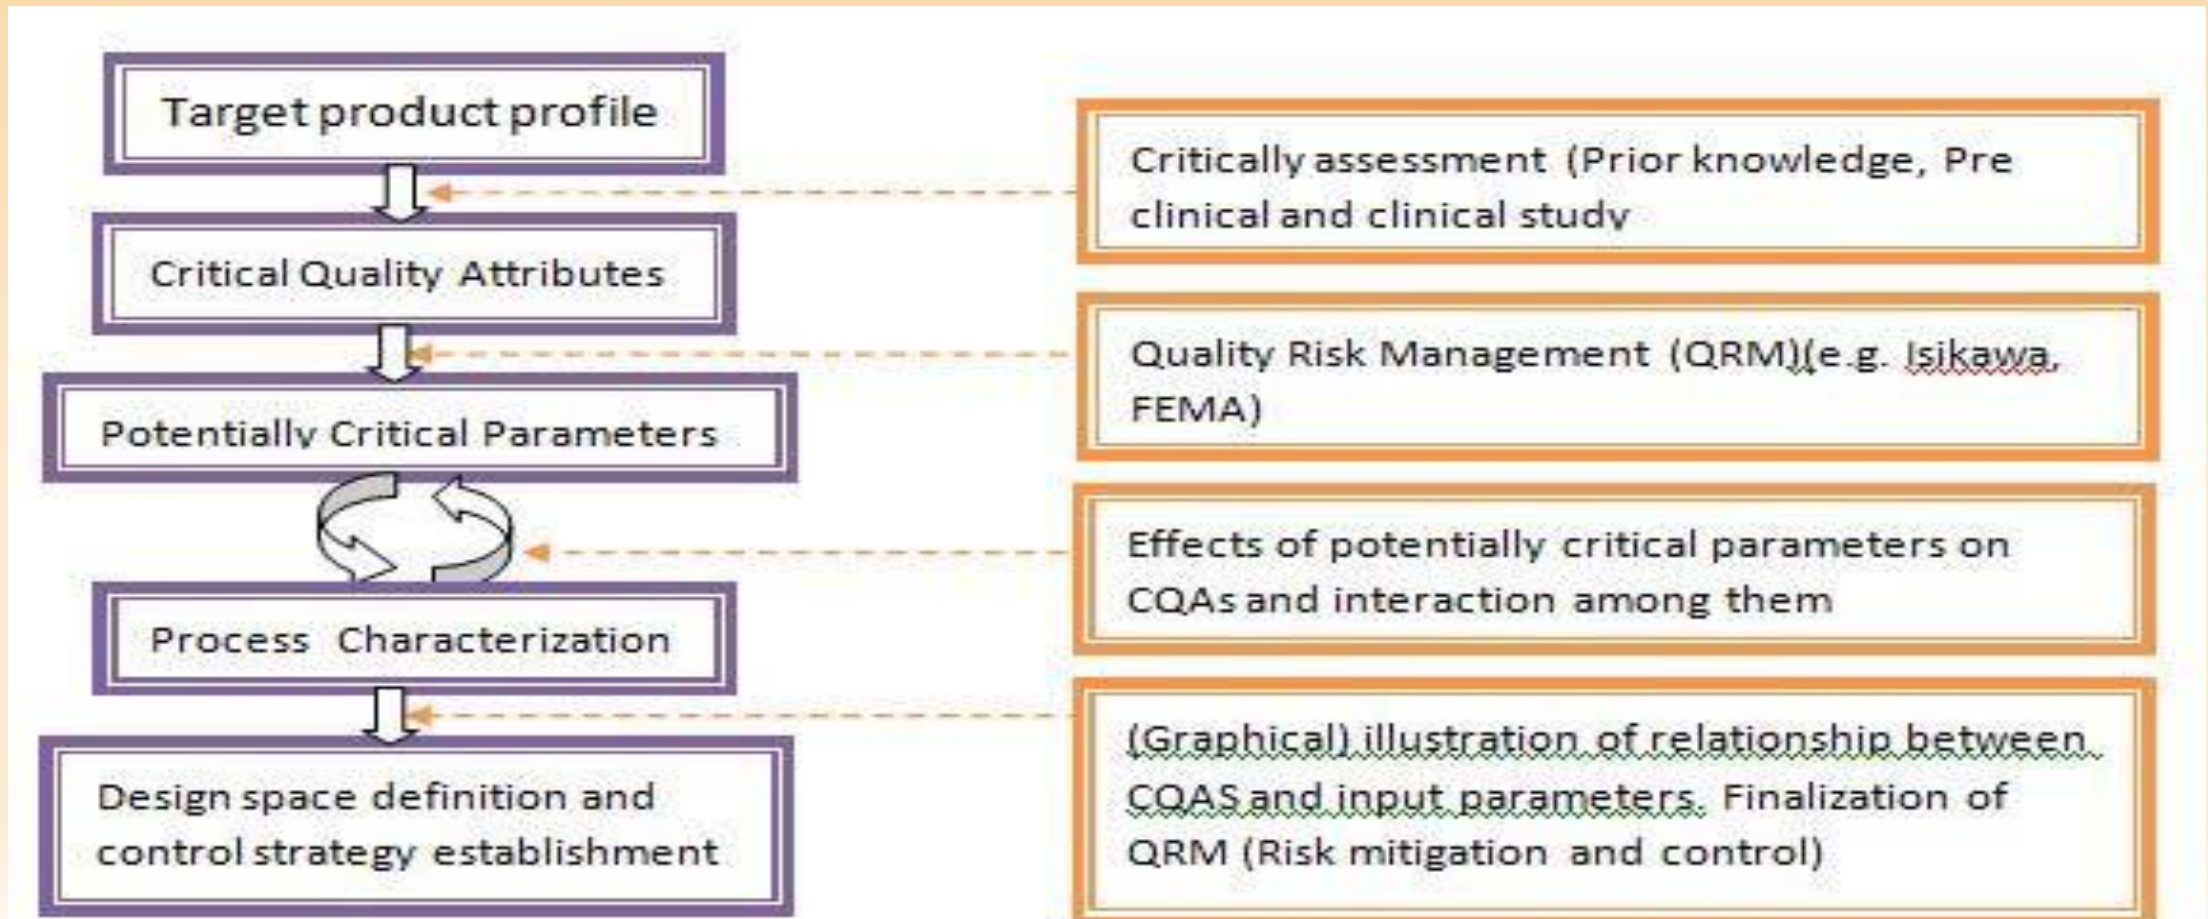 Target product profile
Critical Quality Attributes
Potentially Critical Parameters
Process Characterization
Design space definition and
control strategy establishment
Critically assessment (Prior knowledge, Pre
clinical and clinical study
Quality Risk Management (QRM)(e.g. Isikawa,
FEMA)
Effects of potentially critical parameters on
CQAs and interaction among them
(Graphical) illustration of relationship between
CQAS and input parameters. Finalization of
QRM (Risk mitigation and control)